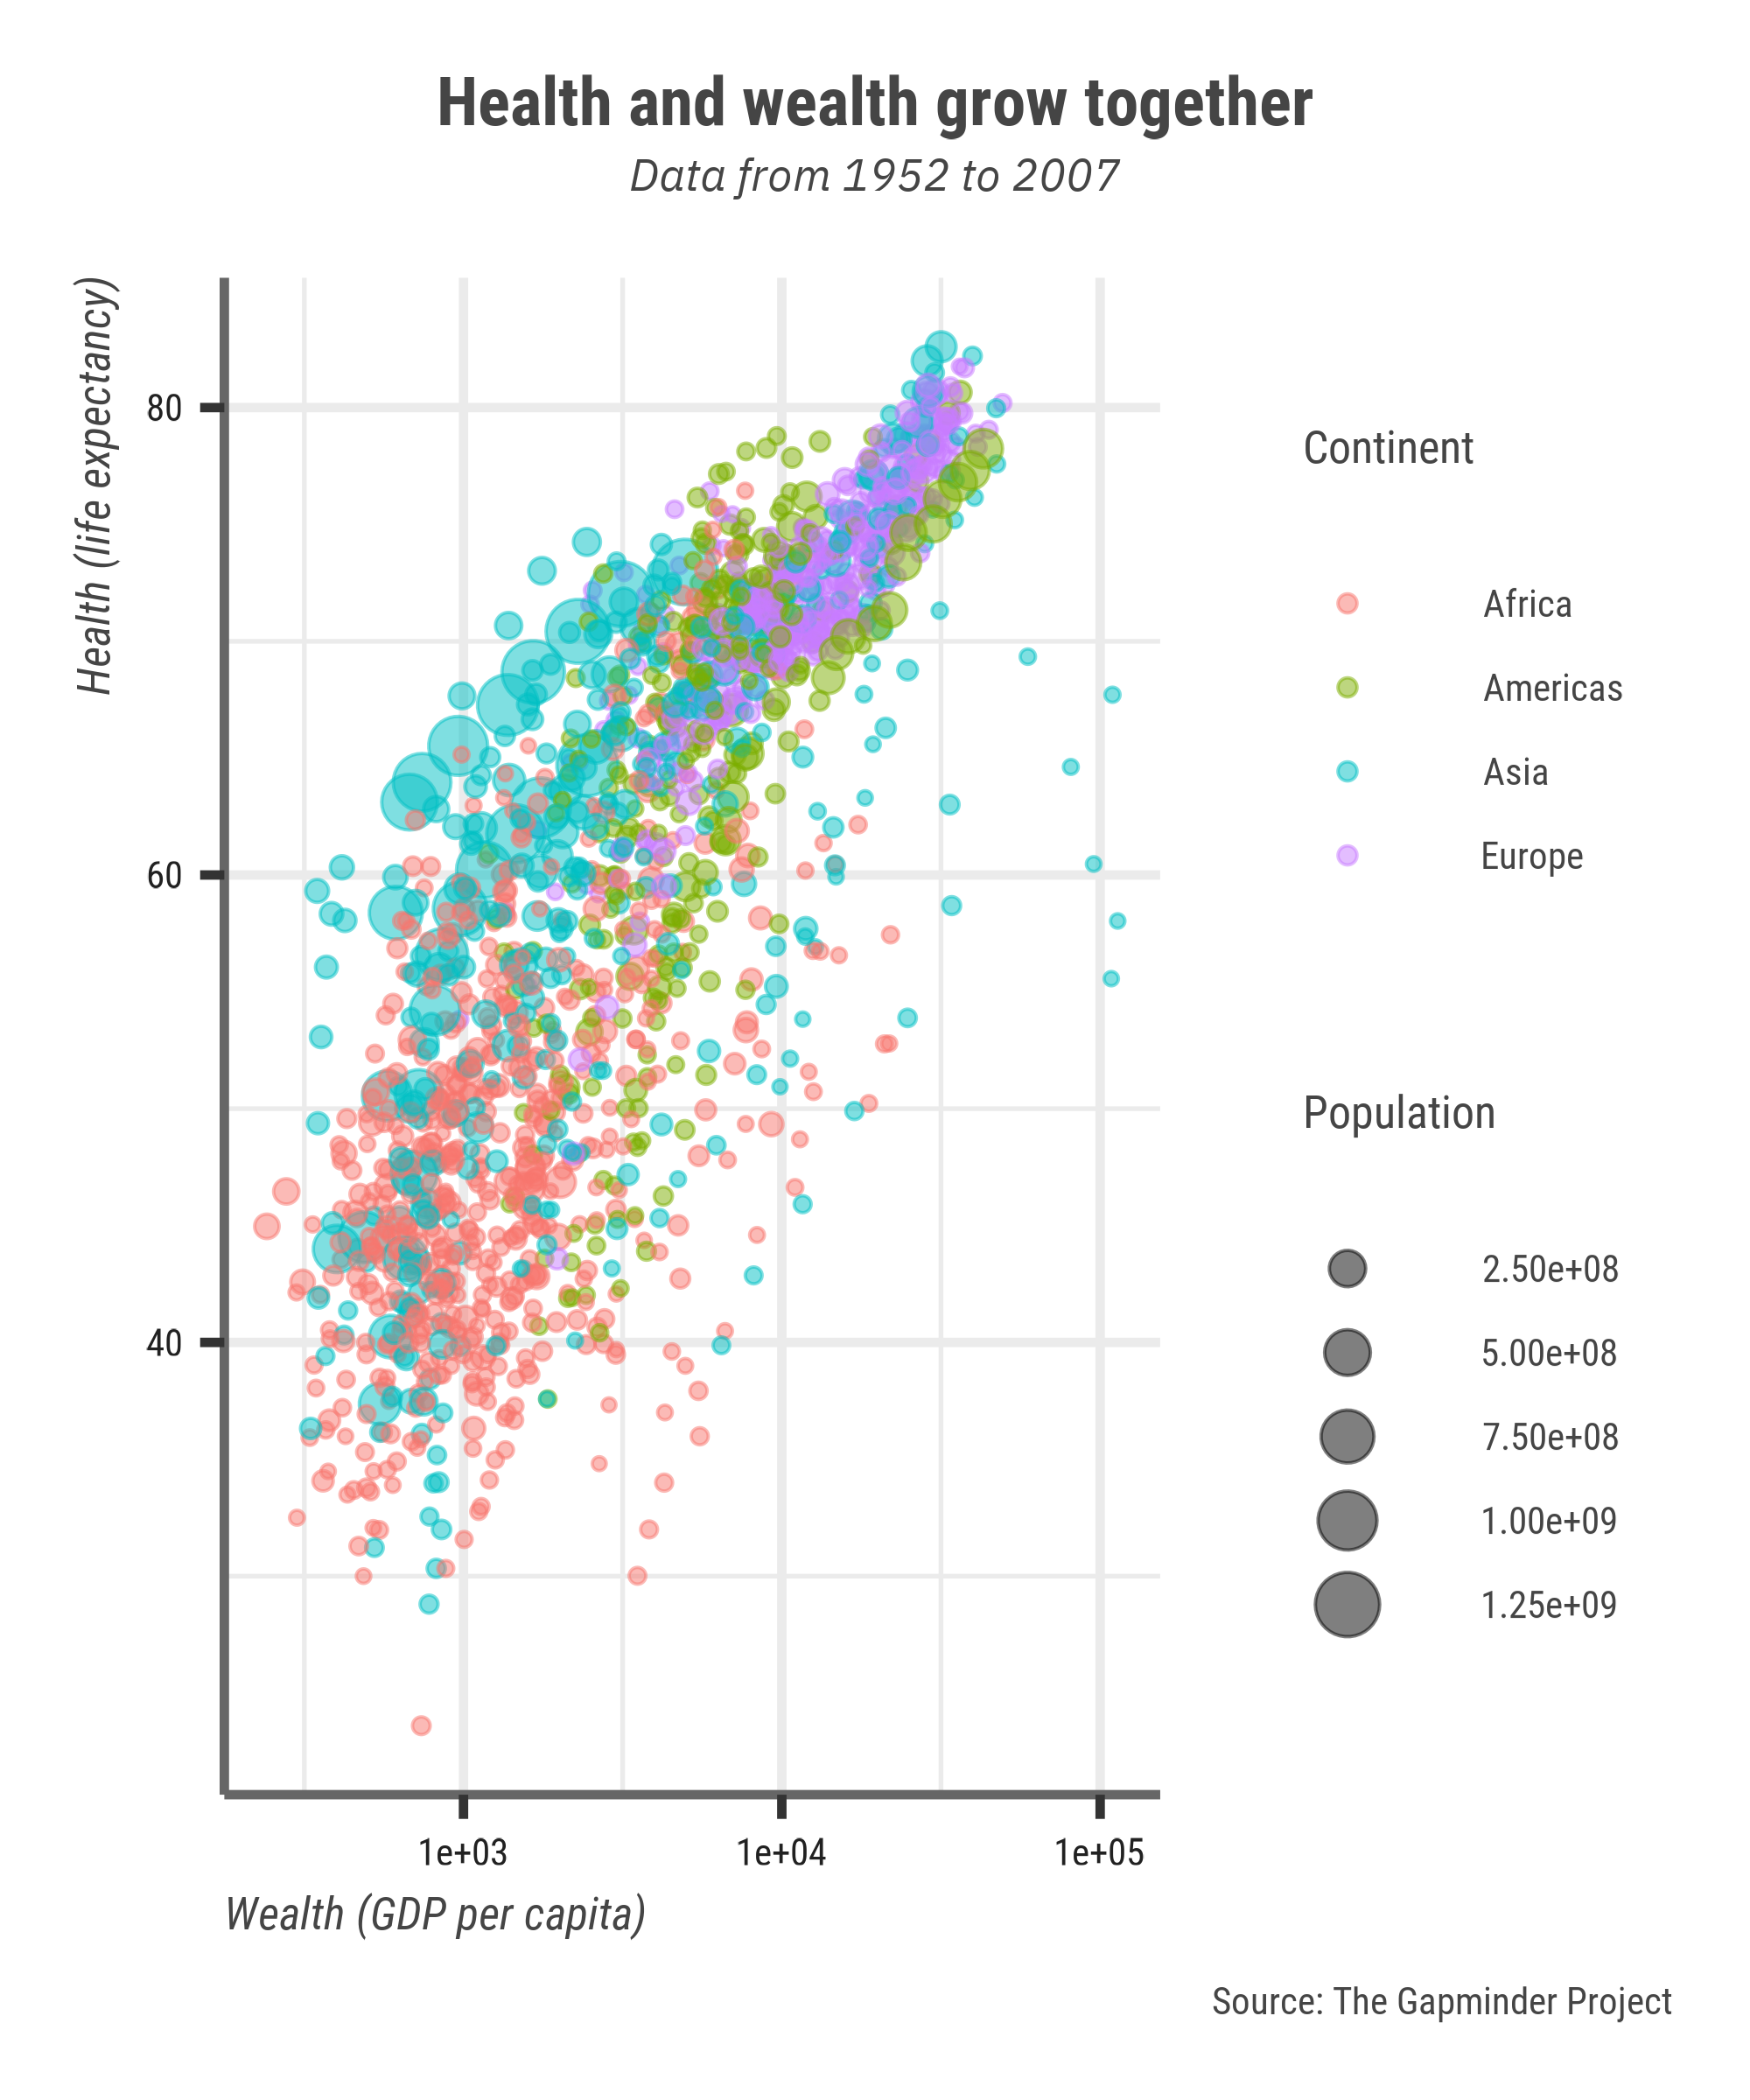 Health and wealth grow together
Data from 1952 to 2007
Health (life expectancy)
80
60
40
1e+03
1e+04
1e+05
Wealth (GDP per capita)
Continent
Africa
Americas
Asia
Europe
Population
2.50e+08
5.00e+08
7.50e+08
1.00e+09
1.25e+09
Source: The Gapminder Project